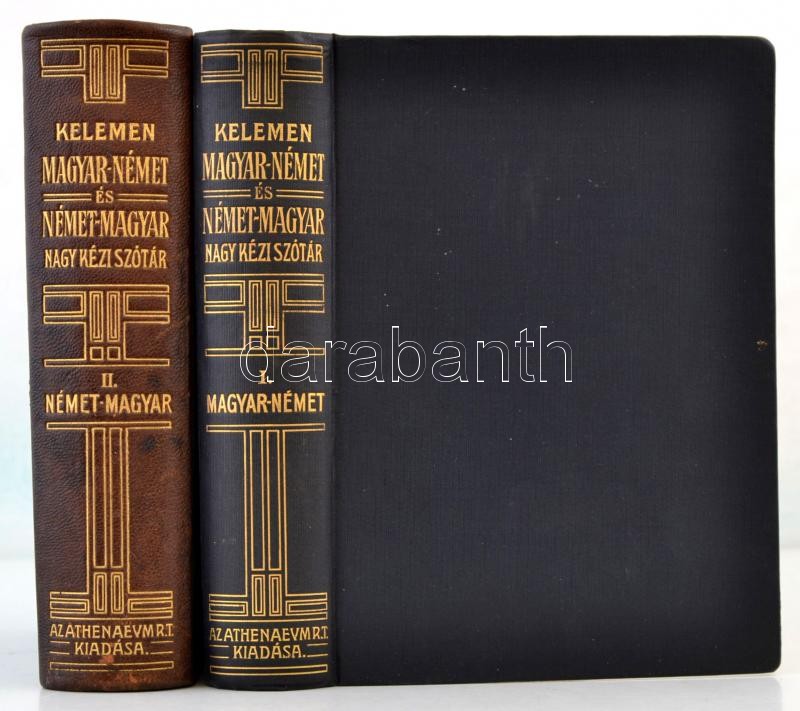 KELEMEN
MAGYAR-NÉMET
ÉS
NÉMET-MAGYAR
NAGY KÉZI SZÓTÁR
II.
NÉMET-MAGYAR
AZ ATHENAEVM R.T.
KIADÁSA.
KELEMEN
MAGYAR-NÉMET
ÉS
NÉMET-MAGYAR
NAGY KÉZI SZÓTÁR
I.
MAGYAR-NÉMET
AZ ATHENAEVM R.T.
KIADÁSA.
darabanth